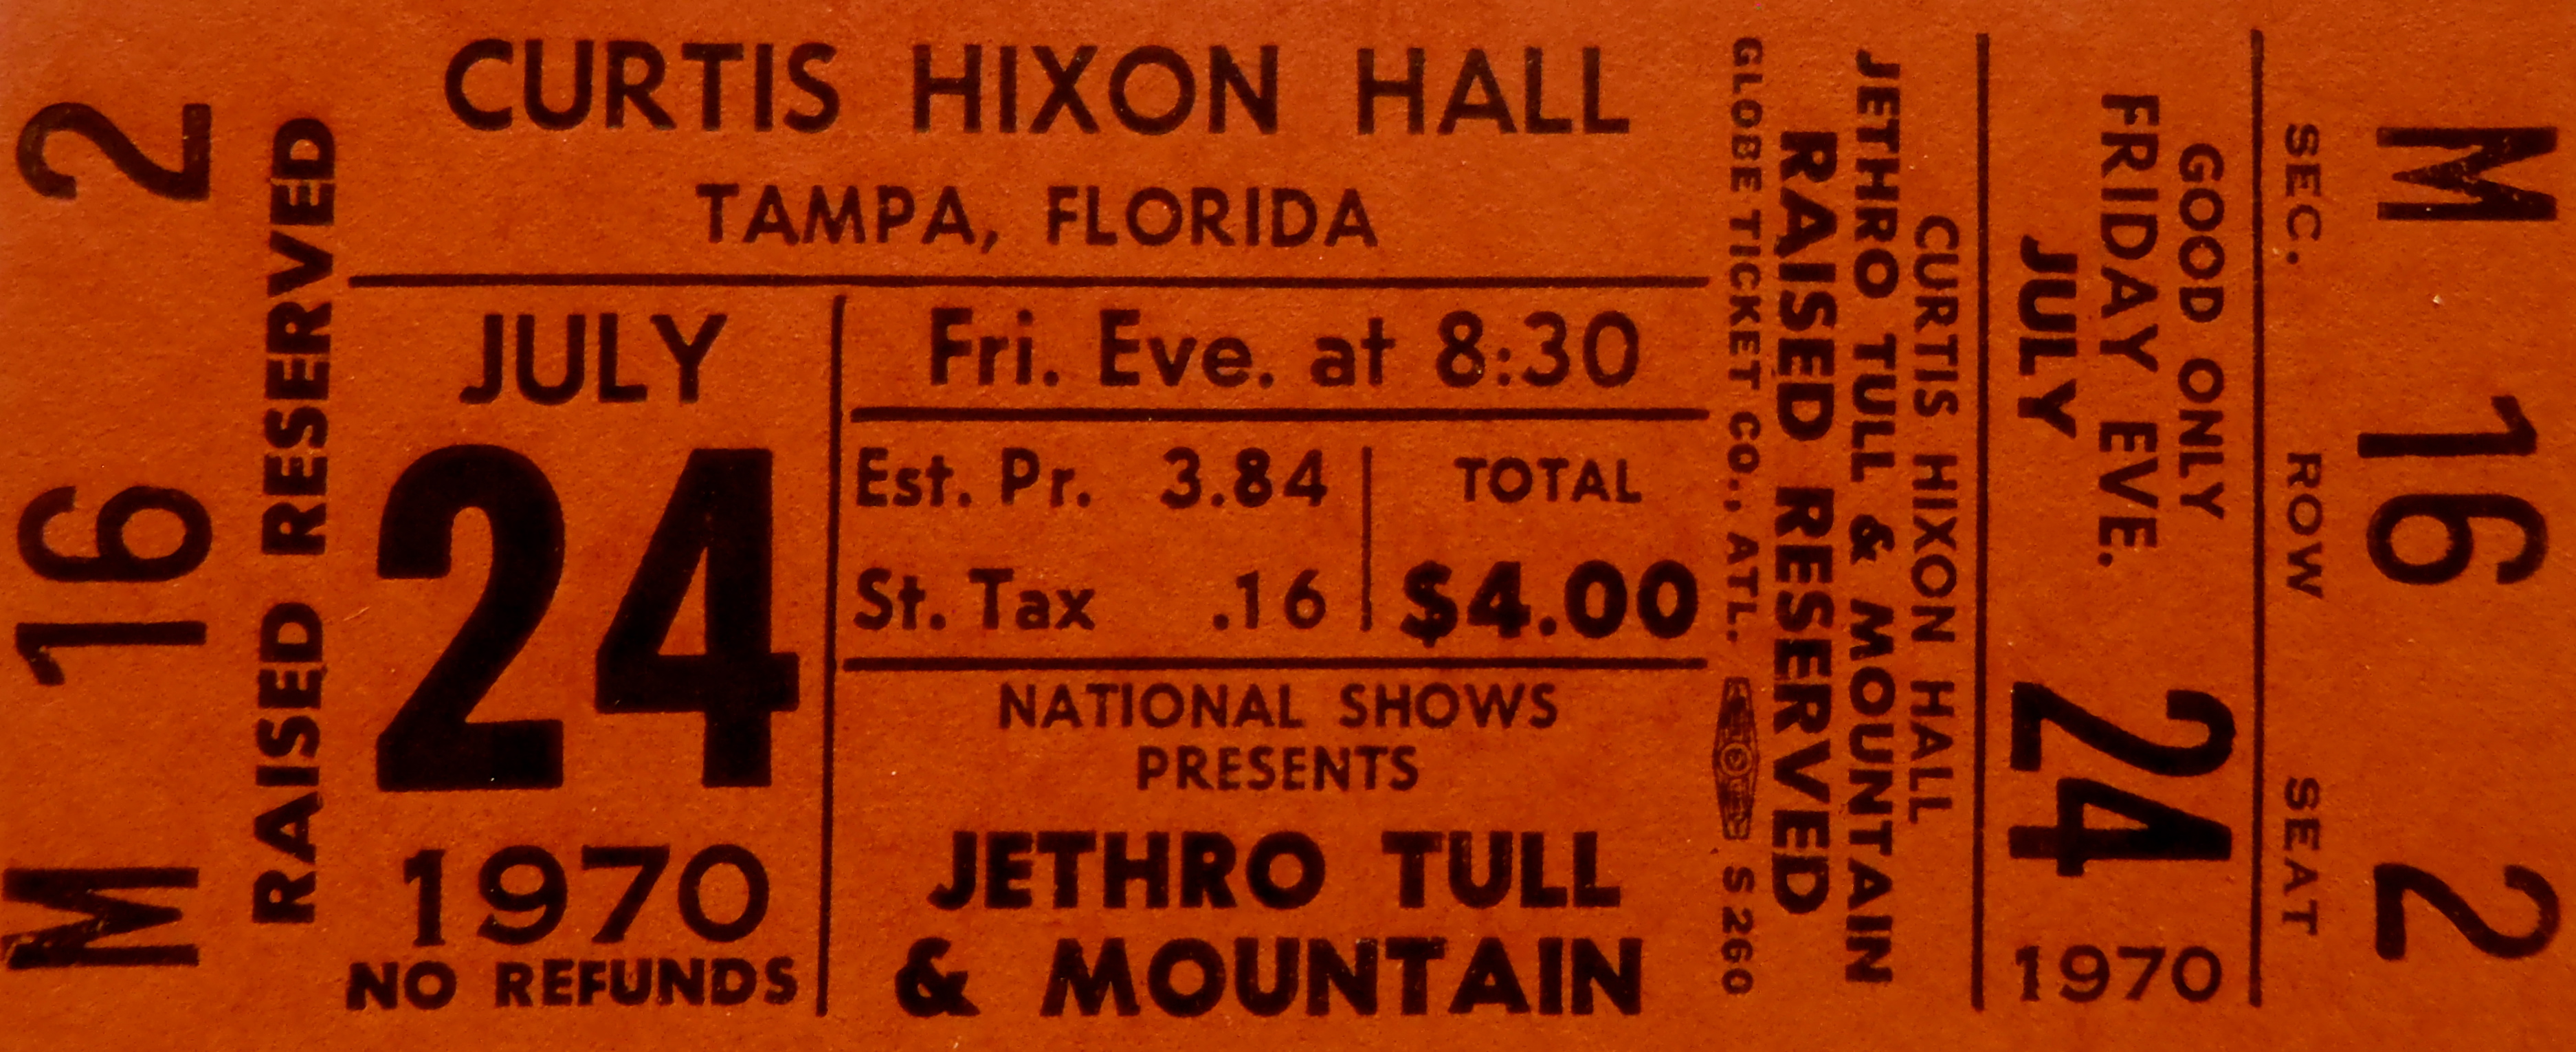 M 16 2
RAISED RESERVED
CURTIS HIXON HALL
TAMPA, FLORIDA
JULY
24
1970
NO REFUNDS
Fri. Eve. at 8:30
Est. Pr. 3.84
St. Tax .16
TOTAL
$4.00
NATIONAL SHOWS
PRESENTS
JETHRO TULL
& MOUNTAIN
GLOBE TICKET CO., ATL. S 260
CURTIS HIXON HALL
JETHRO TULL & MOUNTAIN
RAISED RESERVED
GOOD ONLY
FRIDAY EVE.
JULY
24
1970
M 16 2
SEC. ROW SEAT